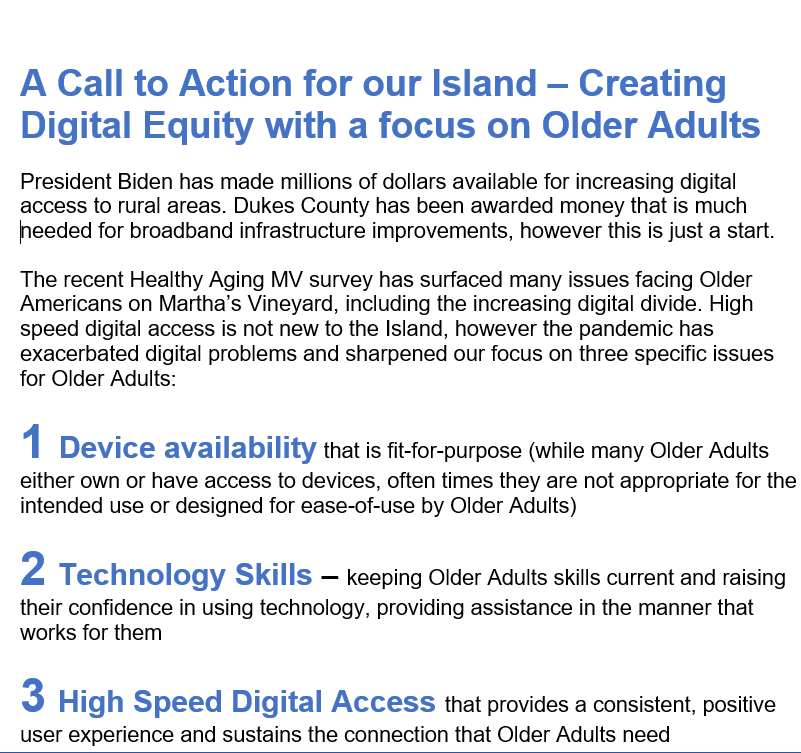 A Call to Action for our Island – Creating
Digital Equity with a focus on Older Adults
President Biden has made millions of dollars available for increasing digital
access to rural areas. Dukes County has been awarded money that is much
needed for broadband infrastructure improvements, however this is just a start.
The recent Healthy Aging MV survey has surfaced many issues facing Older
Americans on Martha’s Vineyard, including the increasing digital divide. High
speed digital access is not new to the Island, however the pandemic has
exacerbated digital problems and sharpened our focus on three specific issues
for Older Adults:
1 Device availability that is fit-for-purpose (while many Older Adults
either own or have access to devices, often times they are not appropriate for the
intended use or designed for ease-of-use by Older Adults)
2 Technology Skills – keeping Older Adults skills current and raising
their confidence in using technology, providing assistance in the manner that
works for them
3 High Speed Digital Access that provides a consistent, positive
user experience and sustains the connection that Older Adults need